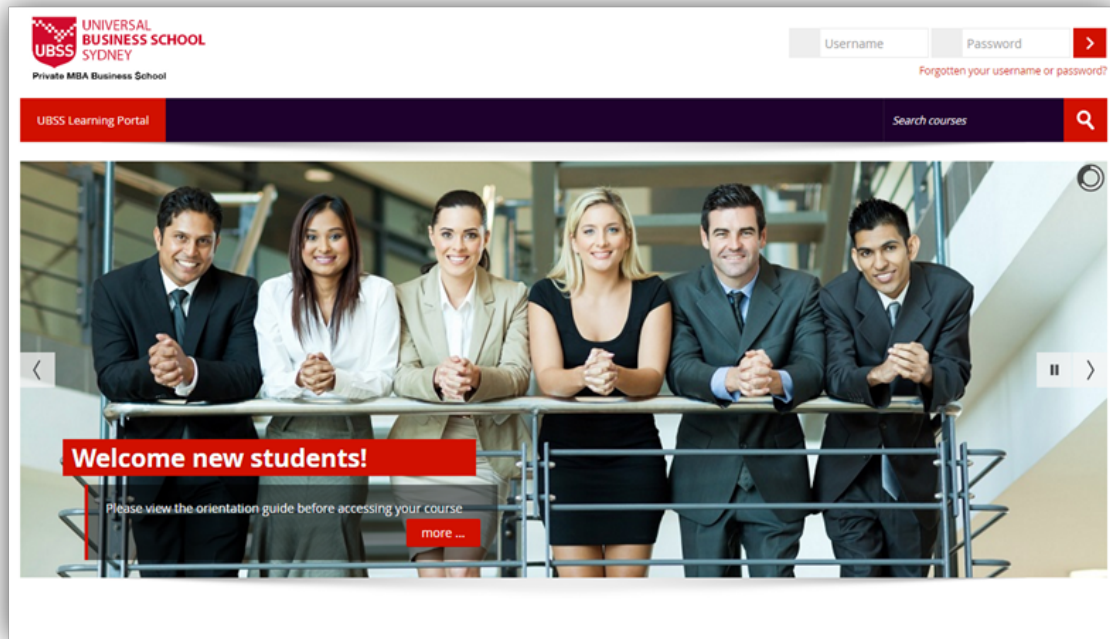 UNIVERSAL
BUSINESS SCHOOL
SYDNEY
UBSS
Private MBA Business School
Username
Password
Forgotten your username or password?
UBSS Learning Portal
Search courses
Welcome new students!
Please view the orientation guide before accessing your course
more ...